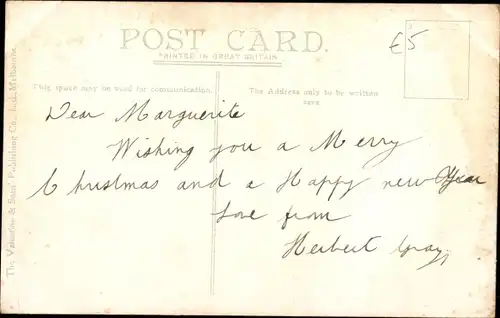 POST CARD.
PRINTED IN GREAT BRITAIN
£5
This space may be used for communication.
The Address only to be written
here
Dear Marguerite
Wishing you a Merry
Christmas and a Happy new Year
Love from
Herbert Gray,
The Valentine & Sons' Publishing Co., Ltd., Melbourne.